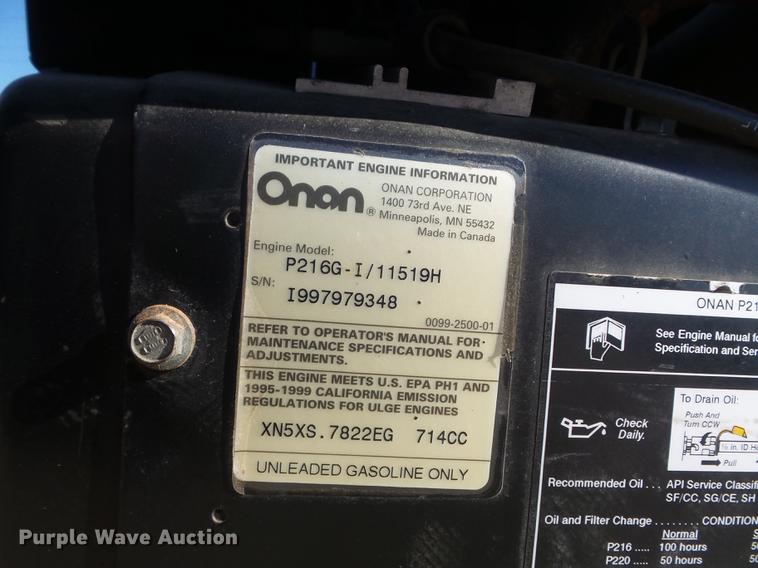 IMPORTANT ENGINE INFORMATION
Onan ®
ONAN CORPORATION
1400 73rd Ave. NE
Minneapolis, MN 55432
Made in Canada
Engine Model:
P216G-I/11519H
S/N:
I997979348
0099-2500-01
REFER TO OPERATOR'S MANUAL FOR
MAINTENANCE SPECIFICATIONS AND
ADJUSTMENTS.
THIS ENGINE MEETS U.S. EPA PH1 AND
1995-1999 CALIFORNIA EMISSION
REGULATIONS FOR ULGE ENGINES
XN5XS.7822EG 714CC
UNLEADED GASOLINE ONLY
ONAN P21
See Engine Manual
Specification and
To Drain Oil:
Push And
Turn CCW
in. ID
Pull
Check
Daily.
Recommended Oil . . . API Service
SF/CC, SG/CE, SH
Oil and Filter Change . . . . . . . . CONDITION
Normal
P216 ..... 100 hours
P220 ..... 50 hours
Purple Wave Auction